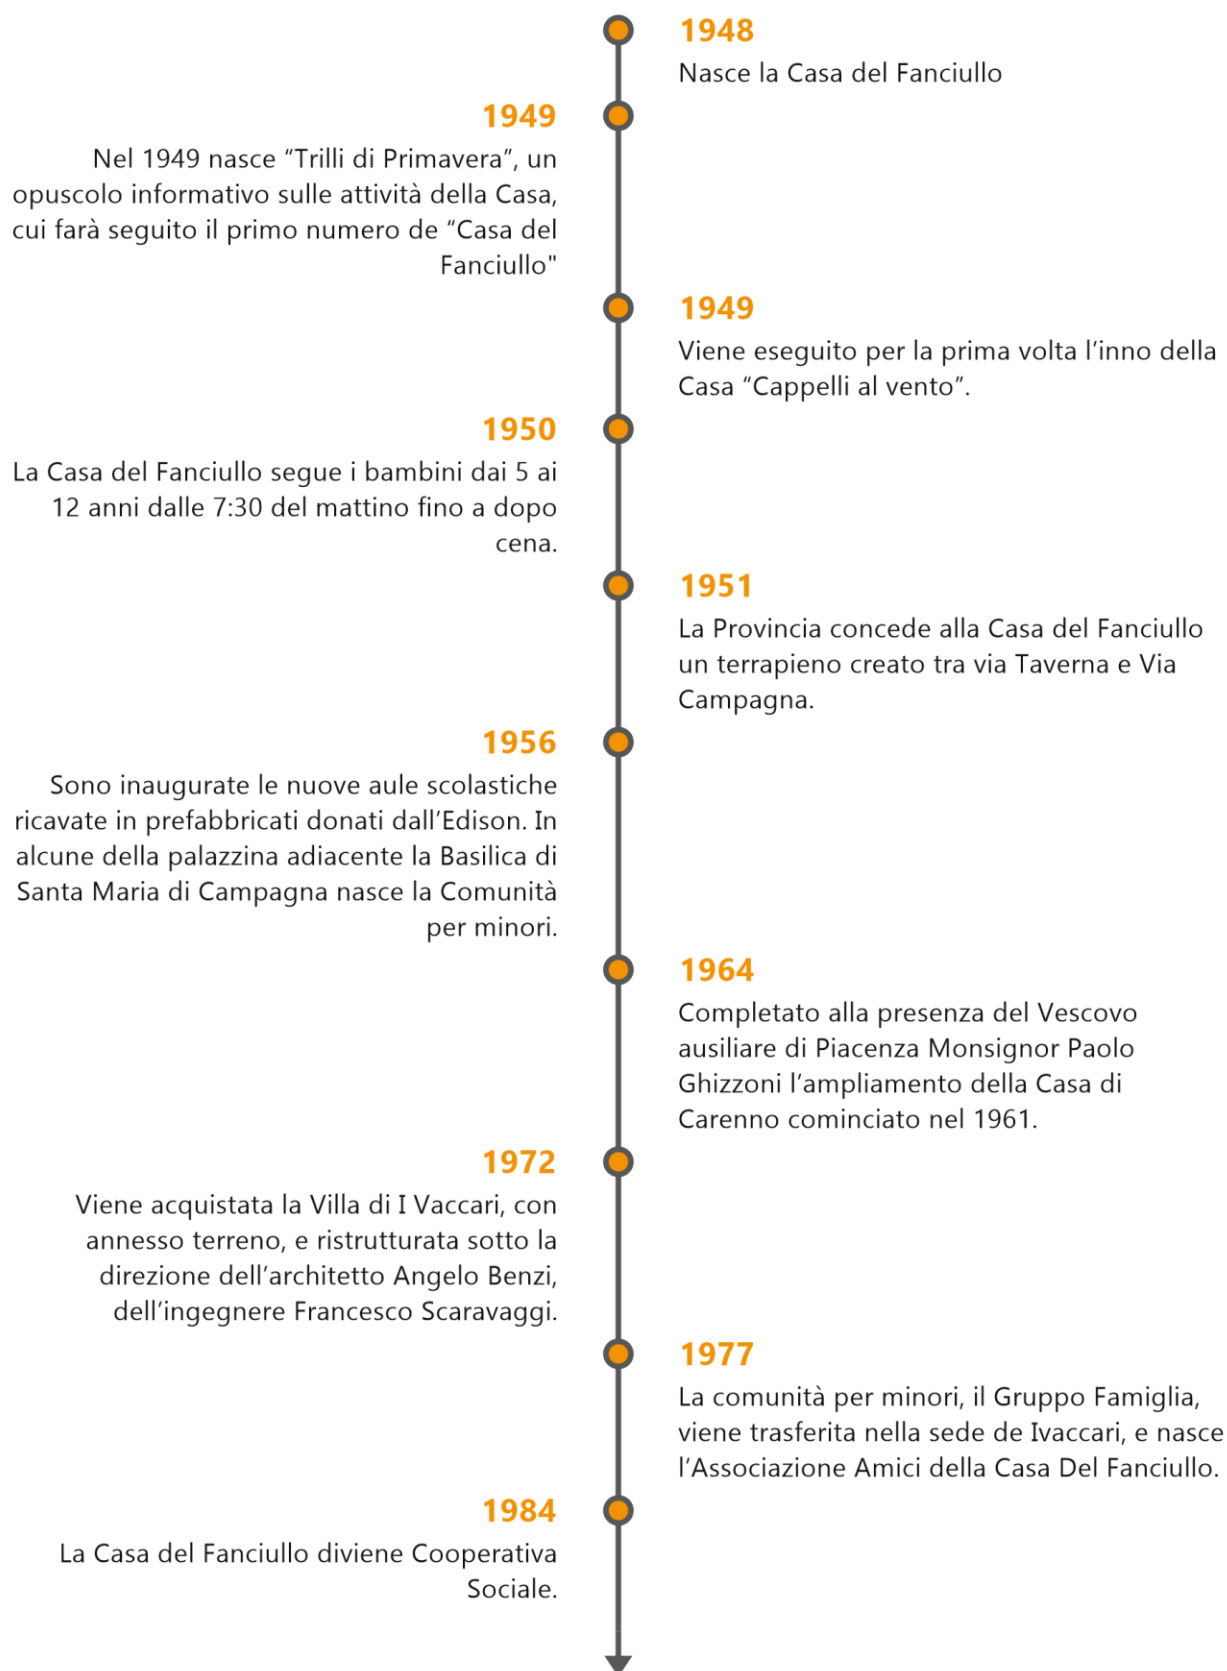 1948
Nasce la Casa del Fanciullo
1949
Nel 1949 nasce “Trilli di Primavera”, un
opuscolo informativo sulle attività della Casa,
cui farà seguito il primo numero de “Casa del
Fanciullo"
1949
Viene eseguito per la prima volta l’inno della
Casa “Cappelli al vento”.
1950
La Casa del Fanciullo segue i bambini dai 5 ai
12 anni dalle 7:30 del mattino fino a dopo
cena.
1951
La Provincia concede alla Casa del Fanciullo
un terrapieno creato tra via Taverna e Via
Campagna.
1956
Sono inaugurate le nuove aule scolastiche
ricavate in prefabbricati donati dall’Edison. In
alcune della palazzina adiacente la Basilica di
Santa Maria di Campagna nasce la Comunità
per minori.
1964
Completato alla presenza del Vescovo
ausiliare di Piacenza Monsignor Paolo
Ghizzoni l’ampliamento della Casa di
Carenno cominciato nel 1961.
1972
Viene acquistata la Villa di I Vaccari, con
annesso terreno, e ristrutturata sotto la
direzione dell’architetto Angelo Benzi,
dell’ingegnere Francesco Scaravaggi.
1977
La comunità per minori, il Gruppo Famiglia,
viene trasferita nella sede de Ivaccari, e nasce
l’Associazione Amici della Casa Del Fanciullo.
1984
La Casa del Fanciullo diviene Cooperativa
Sociale.